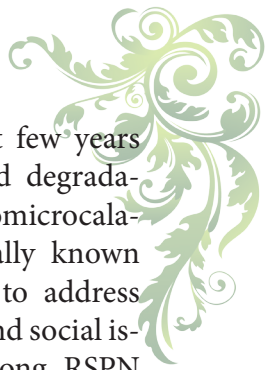 few years
d degrada-
omicrocala-
ally known
to address
nd social is-
ong RSPN